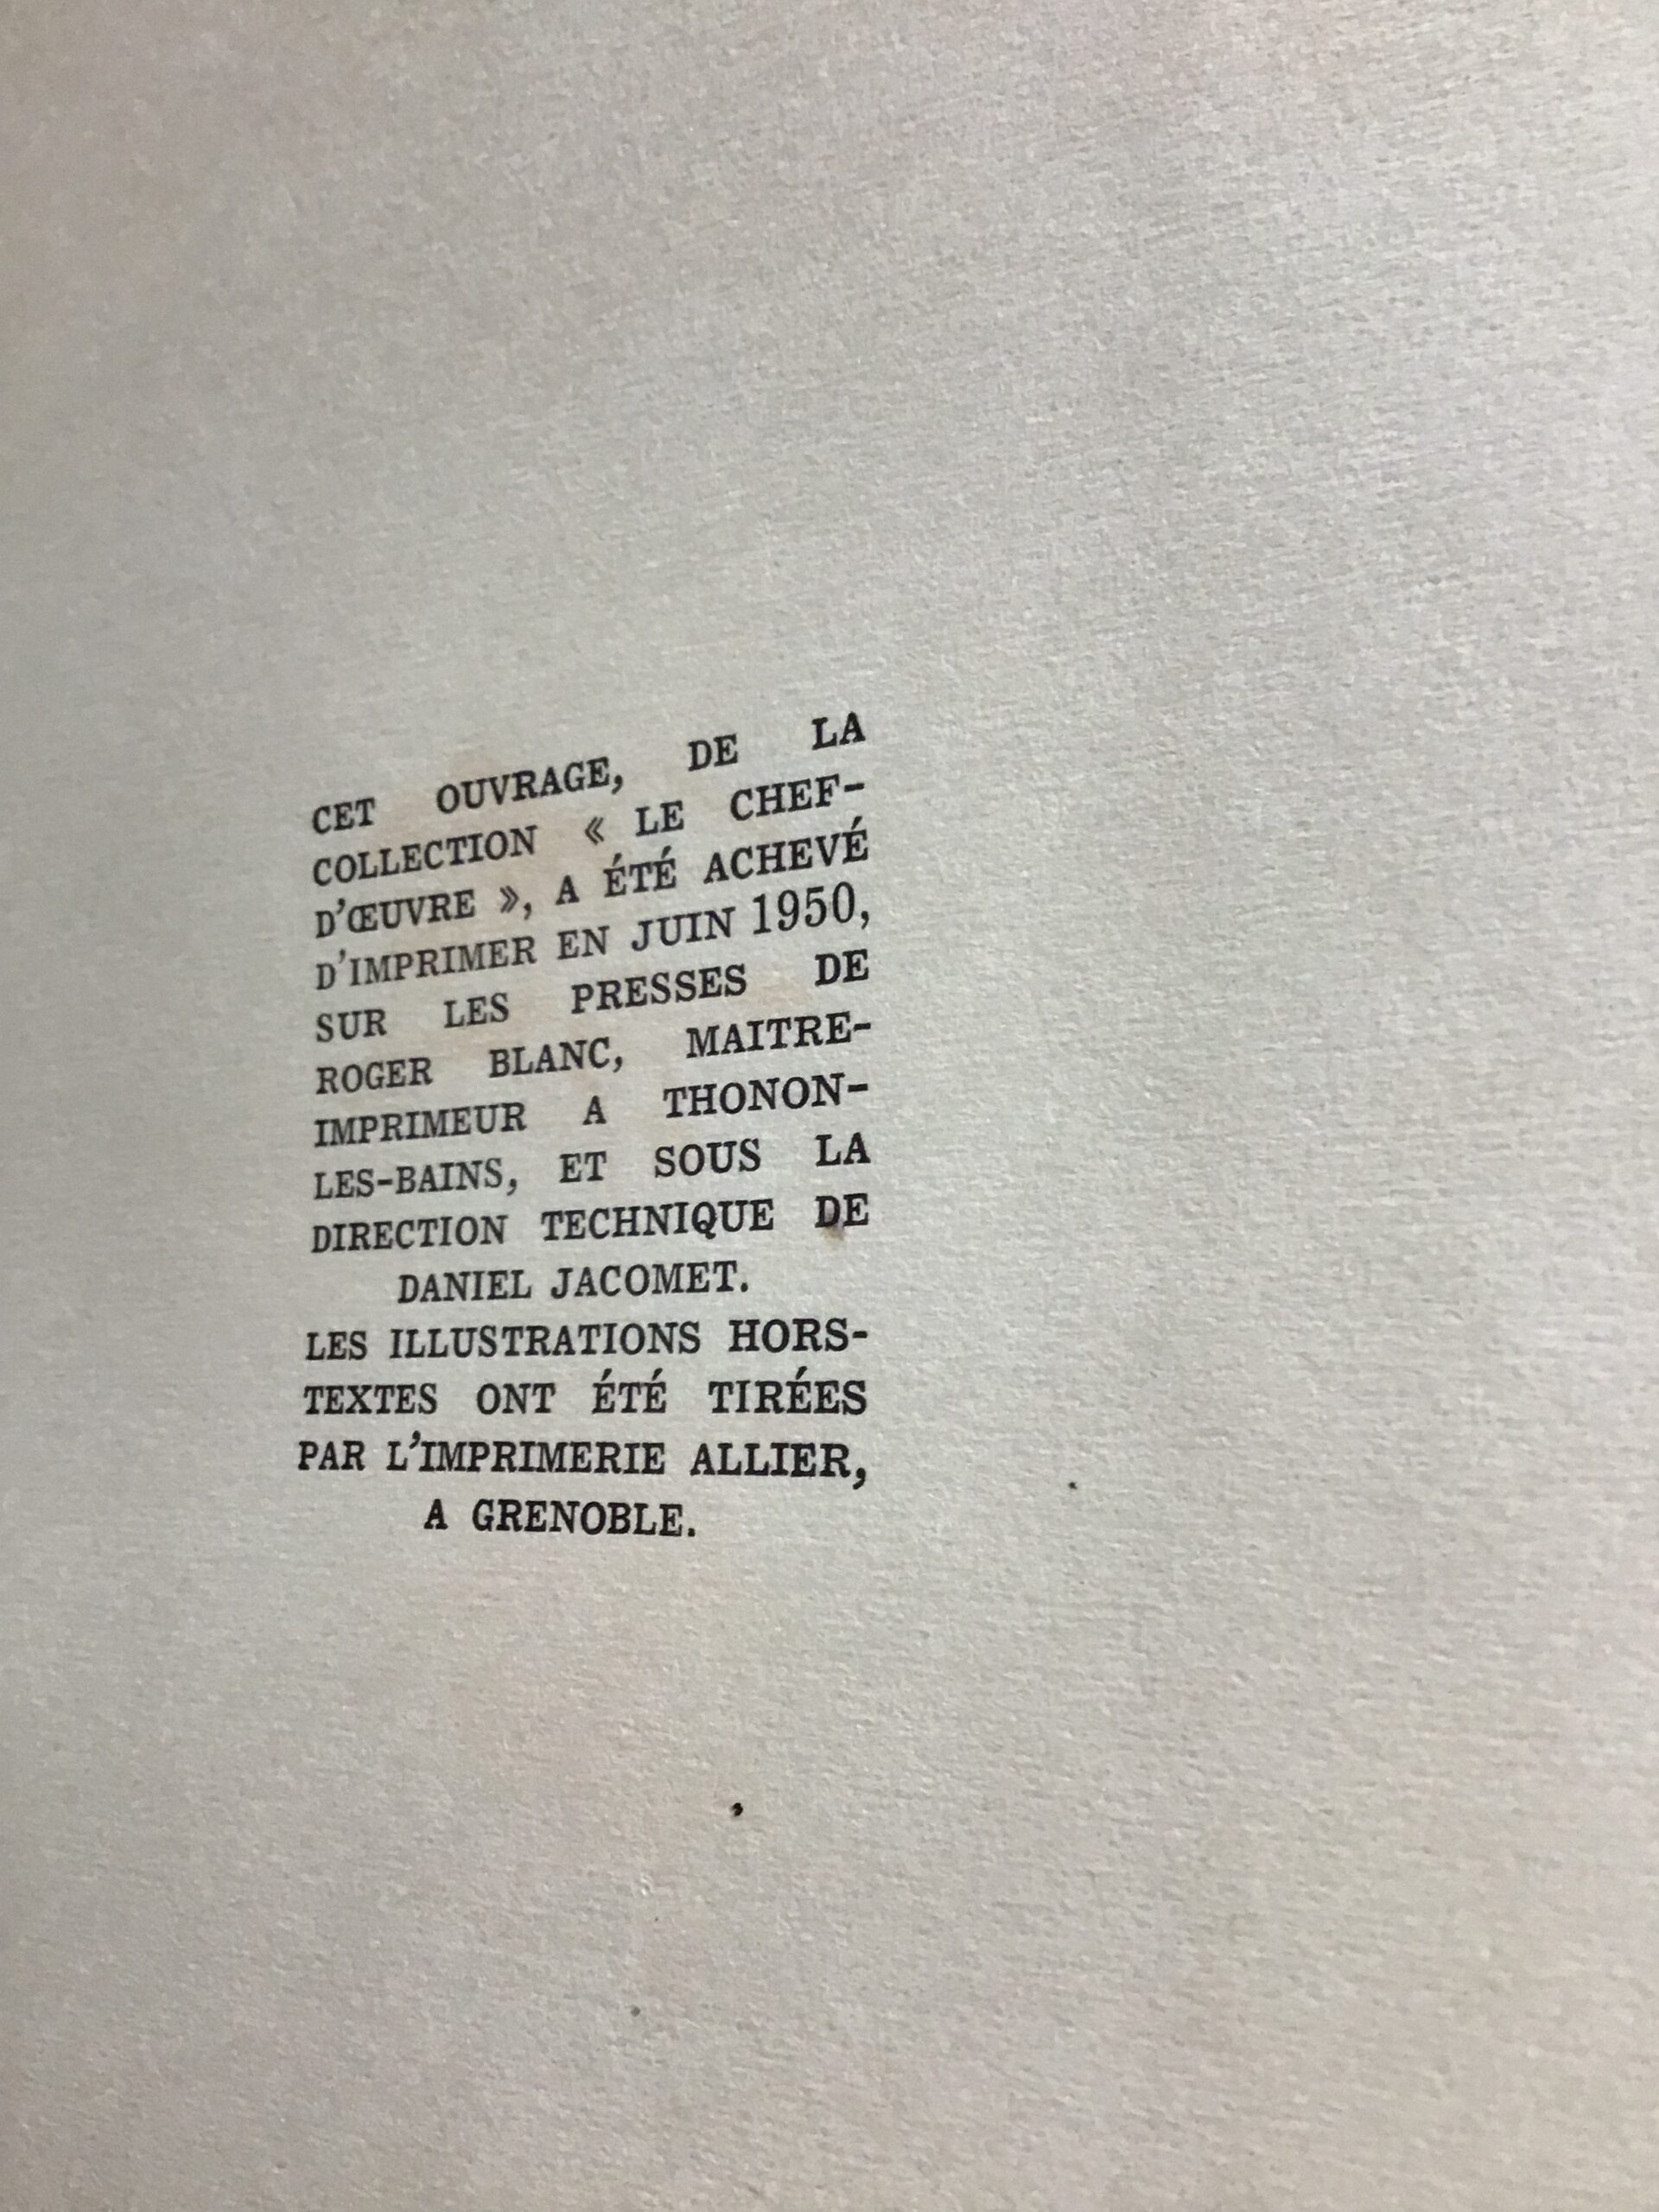 CET OUVRAGE, DE LA
COLLECTION « LE CHEF-
D'ŒUVRE », A ÉTÉ ACHEVÉ
D'IMPRIMER EN JUIN 1950,
SUR LES PRESSES DE
ROGER BLANC, MAITRE-
IMPRIMEUR A THONON-
LES-BAINS, ET SOUS LA
DIRECTION TECHNIQUE DE
DANIEL JACOMET.
LES ILLUSTRATIONS HORS-
TEXTES ONT ÉTÉ TIRÉES
PAR L'IMPRIMERIE ALLIER,
A GRENOBLE.